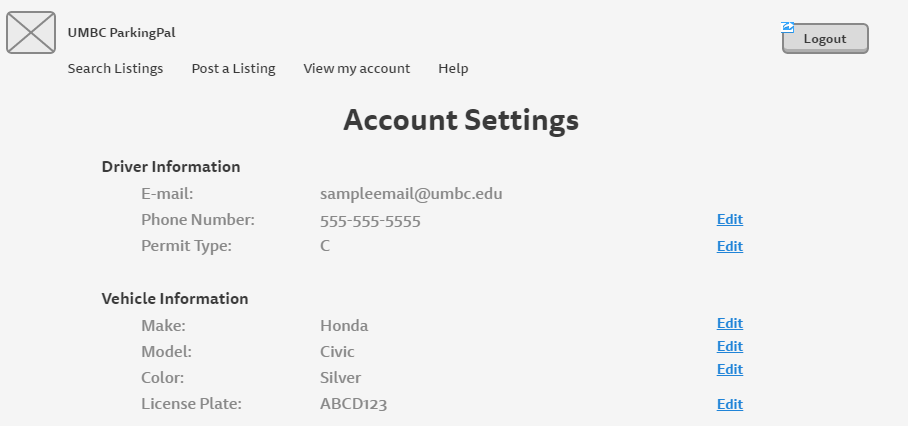 UMBC ParkingPal
Logout
Search Listings Post a Listing View my account Help
Account Settings
Driver Information
E-mail: sampleemail@umbc.edu
Phone Number: 555-555-5555 Edit
Permit Type: C Edit
Vehicle Information
Make: Honda Edit
Model: Civic Edit
Color: Silver Edit
License Plate: ABCD123 Edit